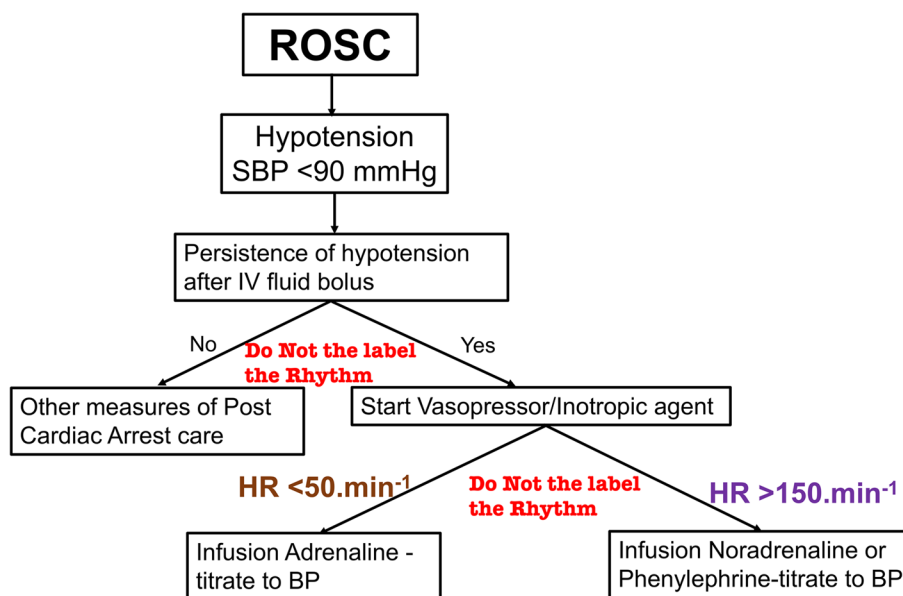 ROSC
Hypotension
SBP <90 mmHg
Persistence of hypotension
after IV fluid bolus
No
Do Not the label
the Rhythm
Yes
Other measures of Post
Cardiac Arrest care
Start Vasopressor/Inotropic agent
HR <50.min⁻¹
Do Not the label
the Rhythm
HR >150.min⁻¹
Infusion Adrenaline -
titrate to BP
Infusion Noradrenaline or
Phenylephrine-titrate to BP